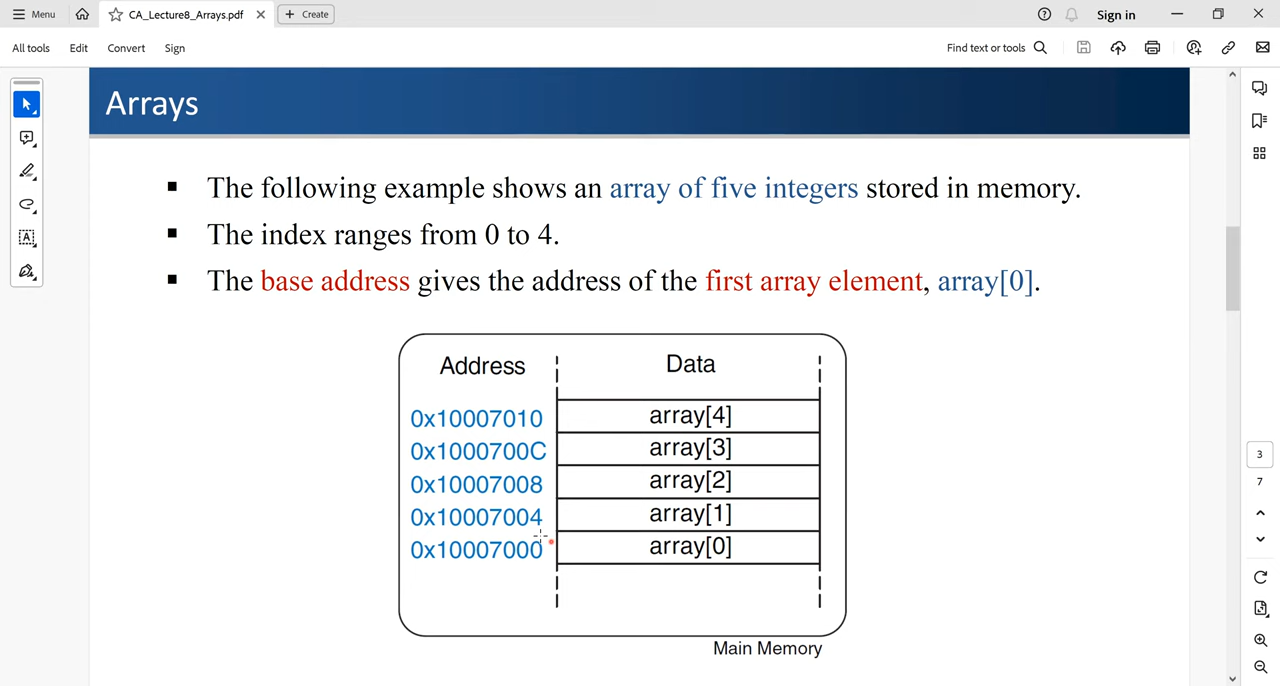 Menu
CA_Lecture8_Arrays.pdf
Create
Sign in
All tools
Edit
Convert
Sign
Find text or tools
Arrays
▪ The following example shows an array of five integers stored in memory.
▪ The index ranges from 0 to 4.
▪ The base address gives the address of the first array element, array[0].
Address Data
0x10007010 array[4]
0x1000700C array[3]
0x10007008 array[2]
0x10007004 array[1]
0x10007000 array[0]
Main Memory
3
7